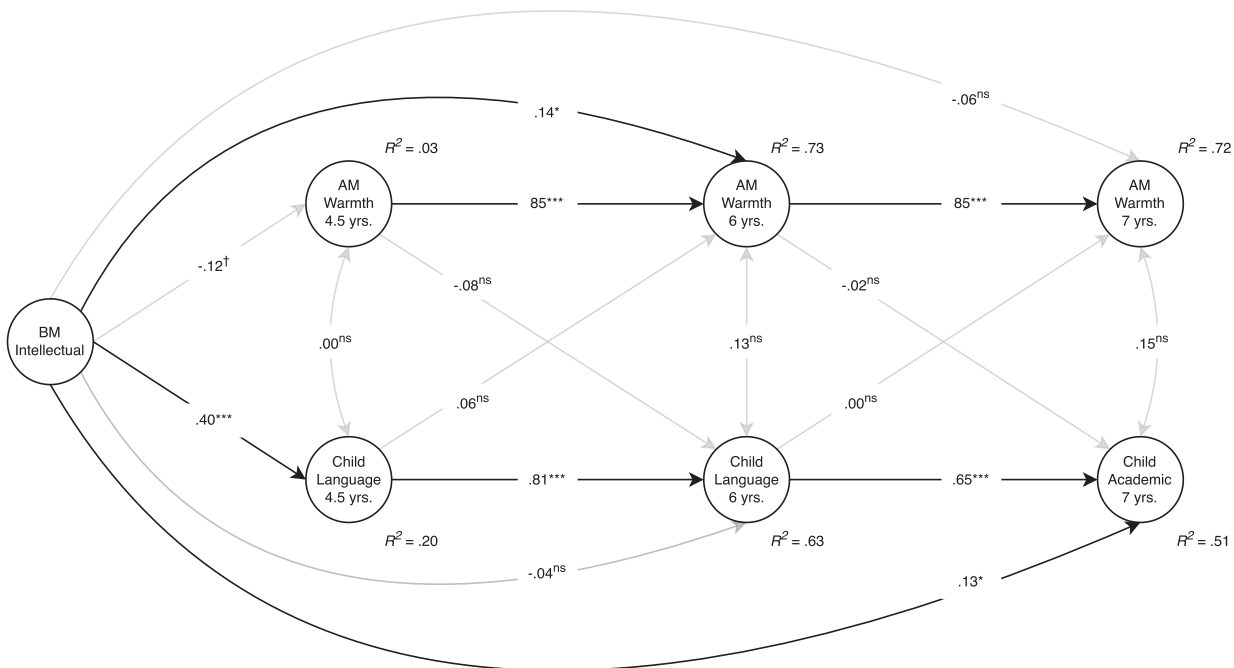 -.06ns
.14*
R2 = .03
R2 = .73
R2 = .72
AM
Warmth
4.5 yrs.
85***
AM
Warmth
6 yrs.
85***
AM
Warmth
7 yrs.
-.12†
-.08ns
-.02ns
BM
Intellectual
.00ns
.13ns
.15ns
.40***
.06ns
.00ns
Child
Language
4.5 yrs.
.81***
Child
Language
6 yrs.
.65***
Child
Academic
7 yrs.
R2 = .20
R2 = .63
R2 = .51
-.04ns
.13*